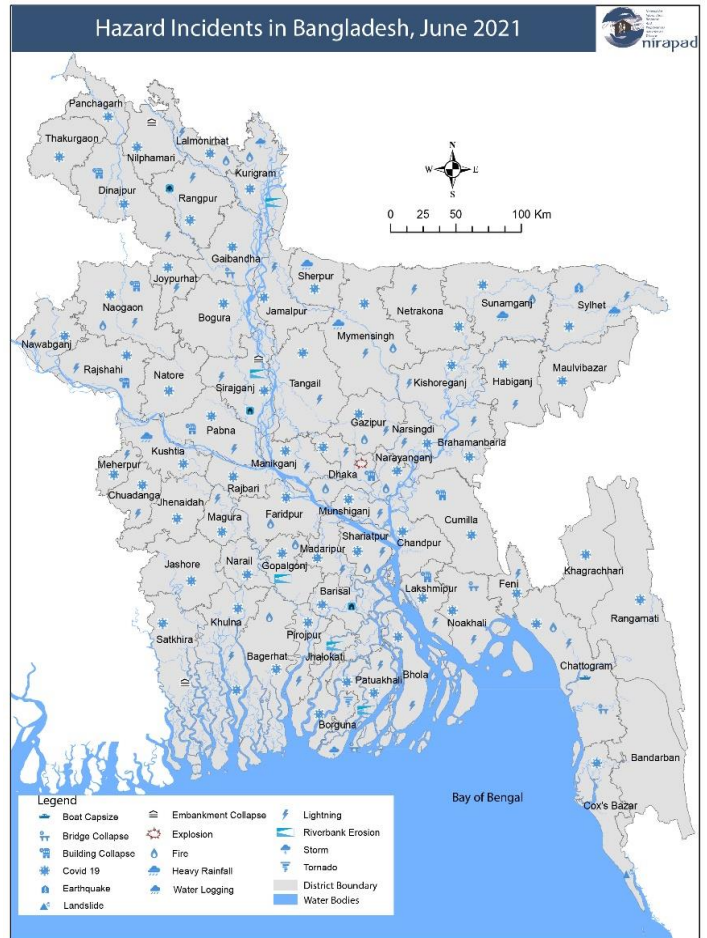 Hazard Incidents in Bangladesh, June 2021
nirapad
Panchagarh
Thakurgaon
Nilphamari
Lalmonirhat
Kurigram
Dinajpur
Rangpur
N
W
E
S
0 25 50 100 Km
Gaibandha
Joypurhat
Sherpur
Naogaon
Bogura
Jamalpur
Netrakona
Sunamganj
Sylhet
Mymensingh
Nawabganj
Rajshahi
Natore
Sirajganj
Tangail
Kishoreganj
Habiganj
Maulvibazar
Gazipur
Narsingdi
Pabna
Kushtia
Brahamanbaria
Manikganj
Dhaka
Narayanganj
Meherpur
Chuadanga
Rajbari
Jhenaidah
Munshiganj
Magura
Faridpur
Cumilla
Shariatpur
Chandpur
Madaripur
Narail
Gopalgonj
Khagrachhari
Jashore
Barisal
Lakshmipur
Feni
Noakhali
Rangamati
Khulna
Pirojpur
Satkhira
Jhalokati
Bagerhat
Chattogram
Bhola
Patuakhali
Borguna
Bandarban
Bay of Bengal
Cox's Bazar
Legend
Boat Capsize
Bridge Collapse
Building Collapse
Covid 19
Earthquake
Landslide
Embankment Collapse
Explosion
Fire
Heavy Rainfall
Water Logging
Lightning
Riverbank Erosion
Storm
Tornado
District Boundary
Water Bodies